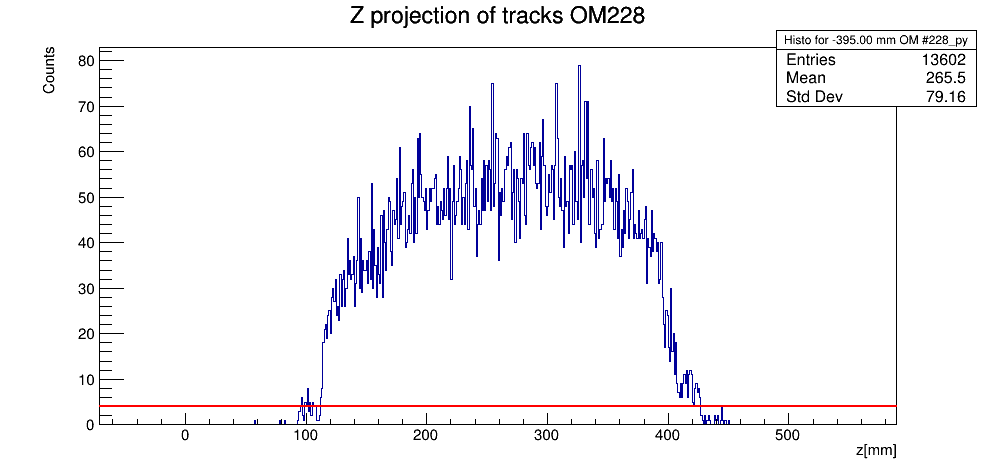 Z projection of tracks OM228
Histo for -395.00 mm OM #228_py
Entries 13602
Mean 265.5
Std Dev 79.16
Counts
80
70
60
50
40
30
20
10
0
0 100 200 300 400 500
z[mm]